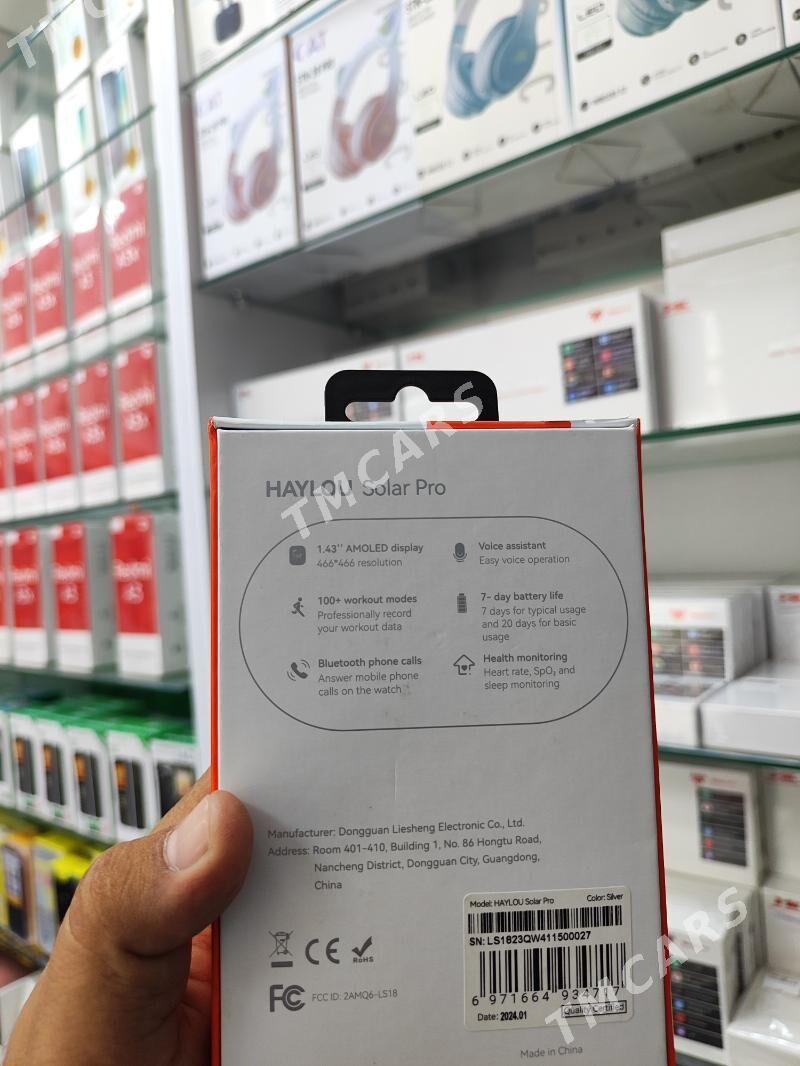 HAYLOU Solar Pro
1.43'' AMOLED display
466*466 resolution
Voice assistant
Easy voice operation
100+ workout modes
Professionally record
your workout data
7- day battery life
7 days for typical usage
and 20 days for basic
usage
Bluetooth phone calls
Answer mobile phone
calls on the watch
Health monitoring
Heart rate, SpO₂ and
sleep monitoring
Manufacturer: Dongguan Liesheng Electronic Co., Ltd.
Address: Room 401-410, Building 1, No. 86 Hongtu Road,
Nancheng District, Dongguan City, Guangdong,
China
CE RoHS
FC FCC ID: 2AMQ6-LS18
Model: HAYLOU Solar Pro Color: Silver
SN: LS1823QW411500027
6 971664 934777
Date: 2024.01 Quality Certified
Made in China
TMCARS
TMCARS
TMCARS